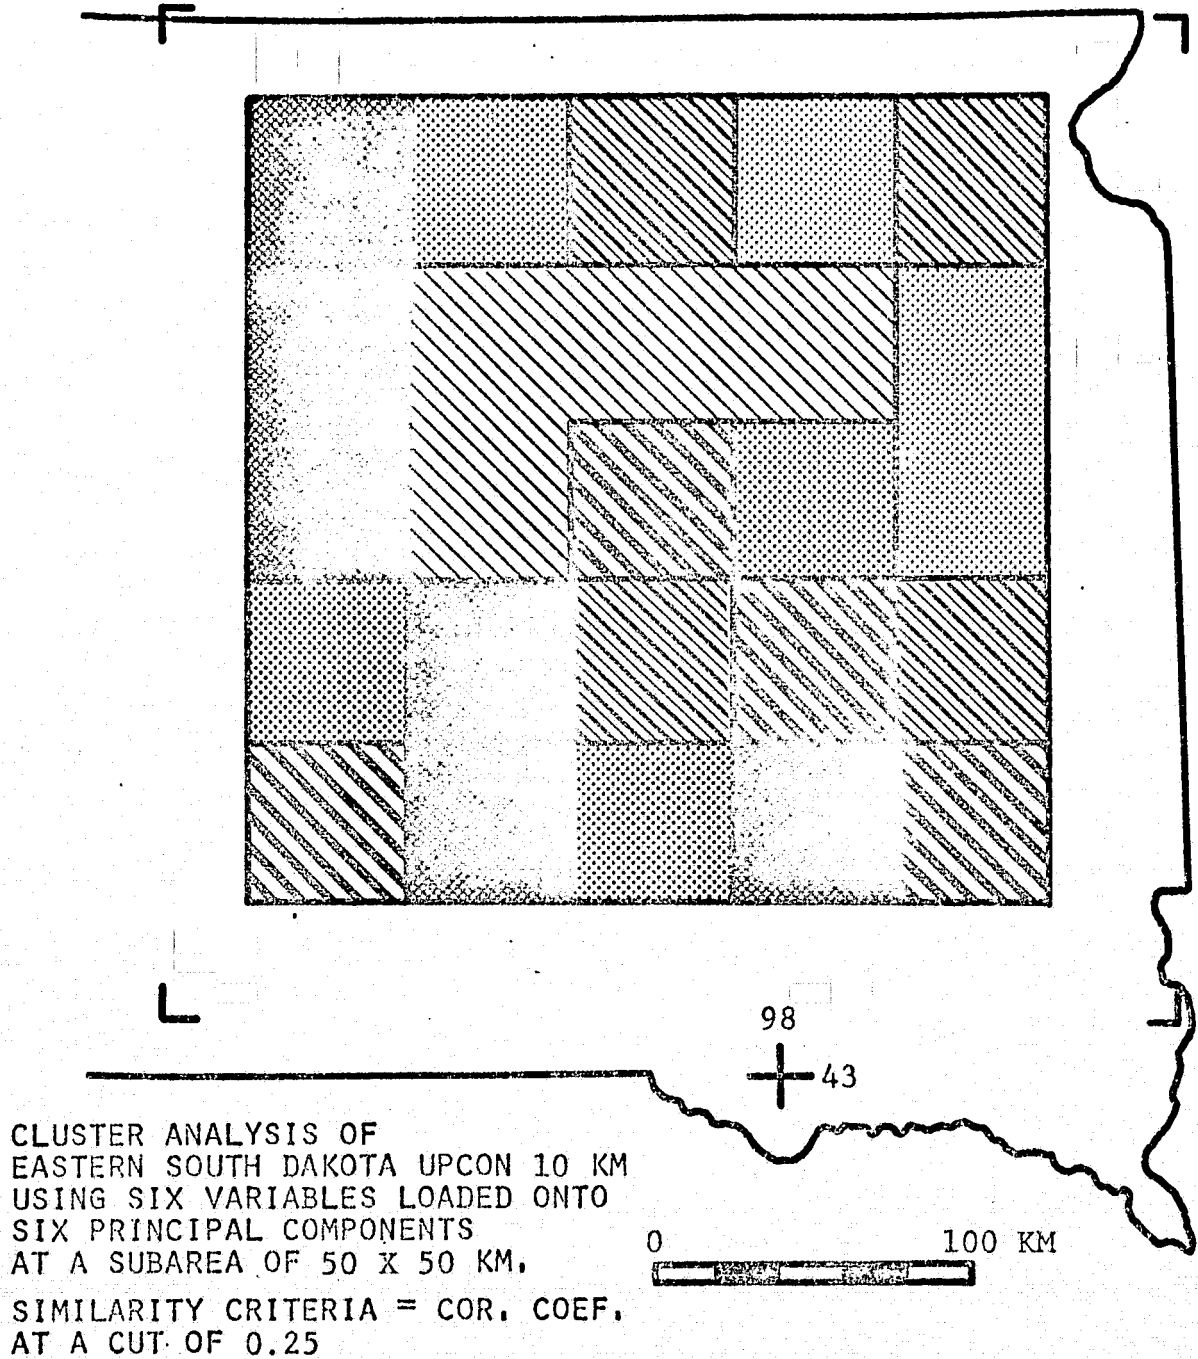 98
43
CLUSTER ANALYSIS OF
EASTERN SOUTH DAKOTA UPCON 10 KM
USING SIX VARIABLES LOADED ONTO
SIX PRINCIPAL COMPONENTS
AT A SUBAREA OF 50 X 50 KM.
0 100 KM
SIMILARITY CRITERIA = COR. COEF.
AT A CUT OF 0.25